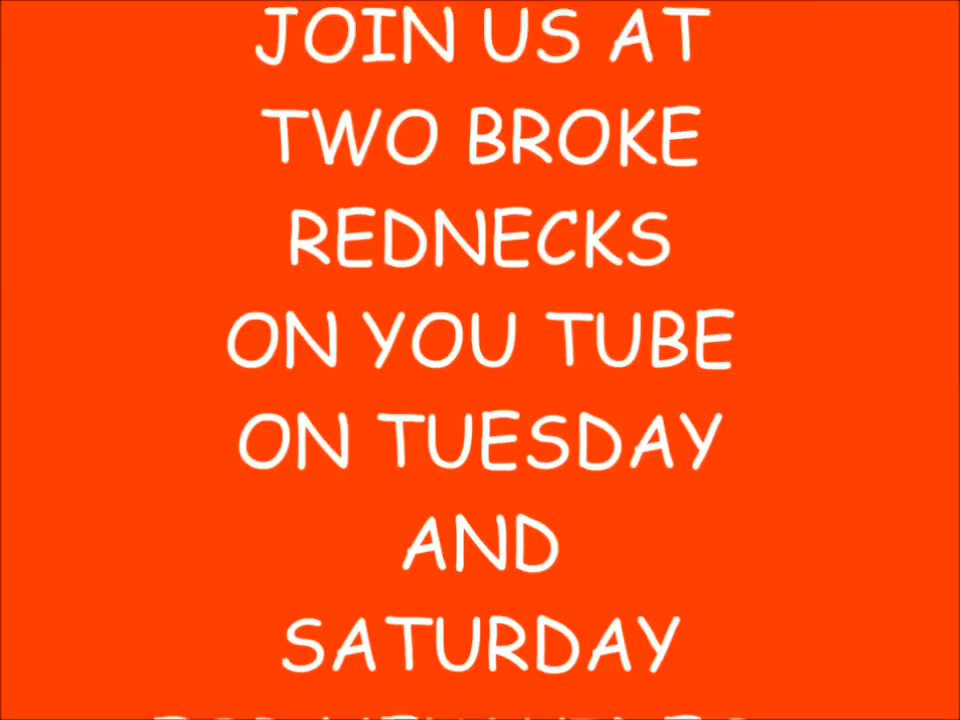 JOIN US AT
TWO BROKE
REDNECKS
ON YOU TUBE
ON TUESDAY
AND
SATURDAY